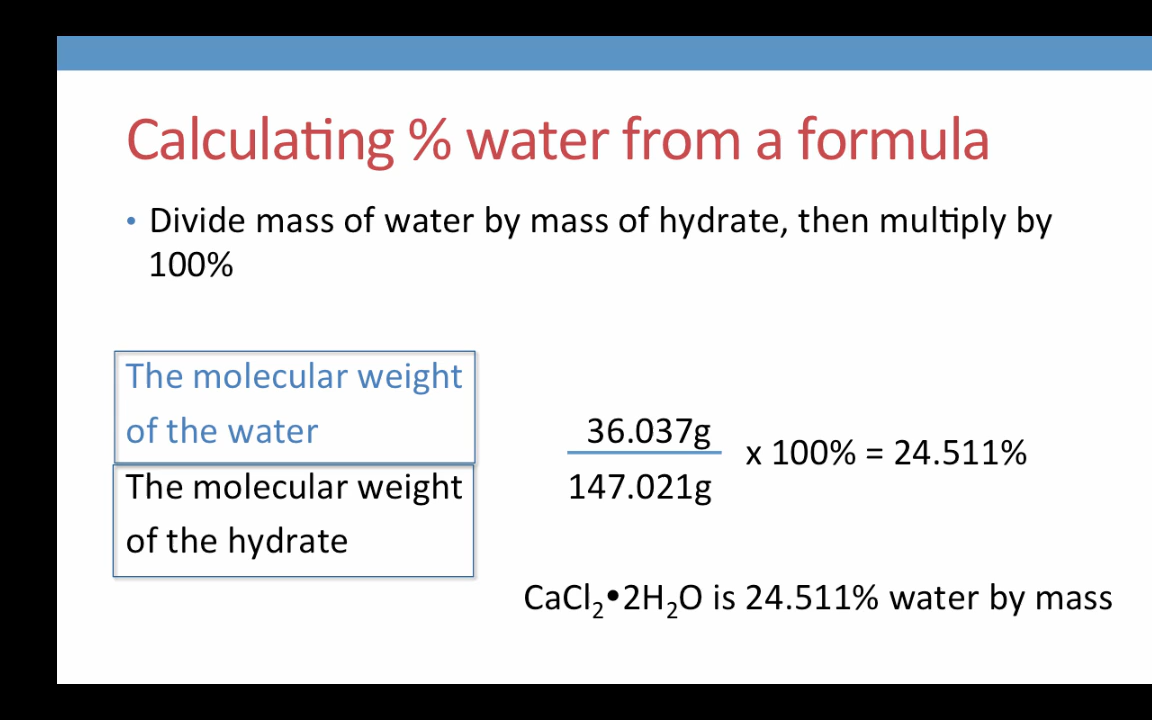 Calculating % water from a formula
• Divide mass of water by mass of hydrate, then multiply by
100%
The molecular weight
of the water
The molecular weight
of the hydrate
36.037g
147.021g
x 100% = 24.511%
CaCl₂•2H₂O is 24.511% water by mass